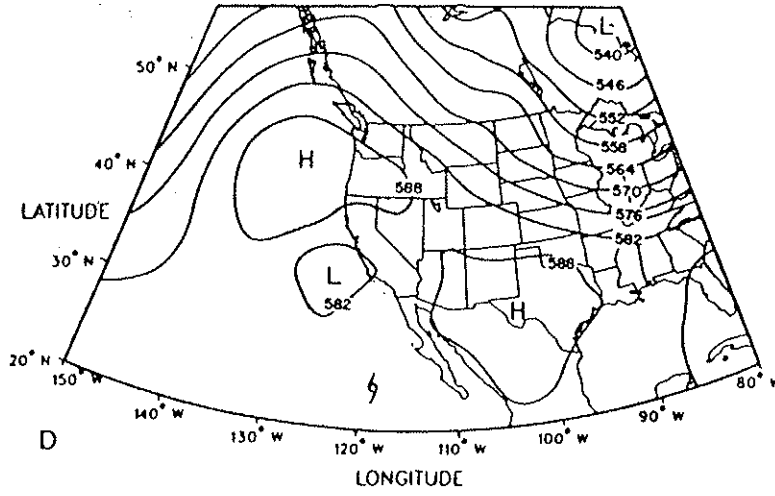 L
540
50° N
546
552
558
40° N
H
564
588
570
LATITUDE
576
582
30° N
588
L
582
H
20° N
150° W
80° W
140° W
90° W
130° W
100° W
120° W
110° W
D
LONGITUDE